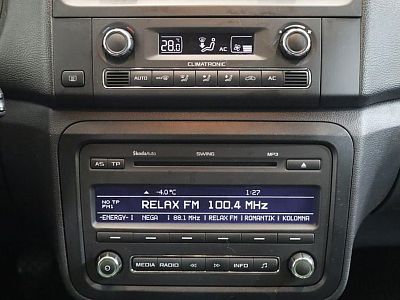 28.0
AC
CLIMATRONIC
AUTO AC
ŠkodaAuto SWING MP3
AS TP
-4.0°C 1:27
NO TP RELAX FM 100.4 MHz
FM1
-ENERGY- | NEGA | 88.1 MHz | RELAX FM | ROMANTIK | KOLOMNA
MEDIA RADIO INFO